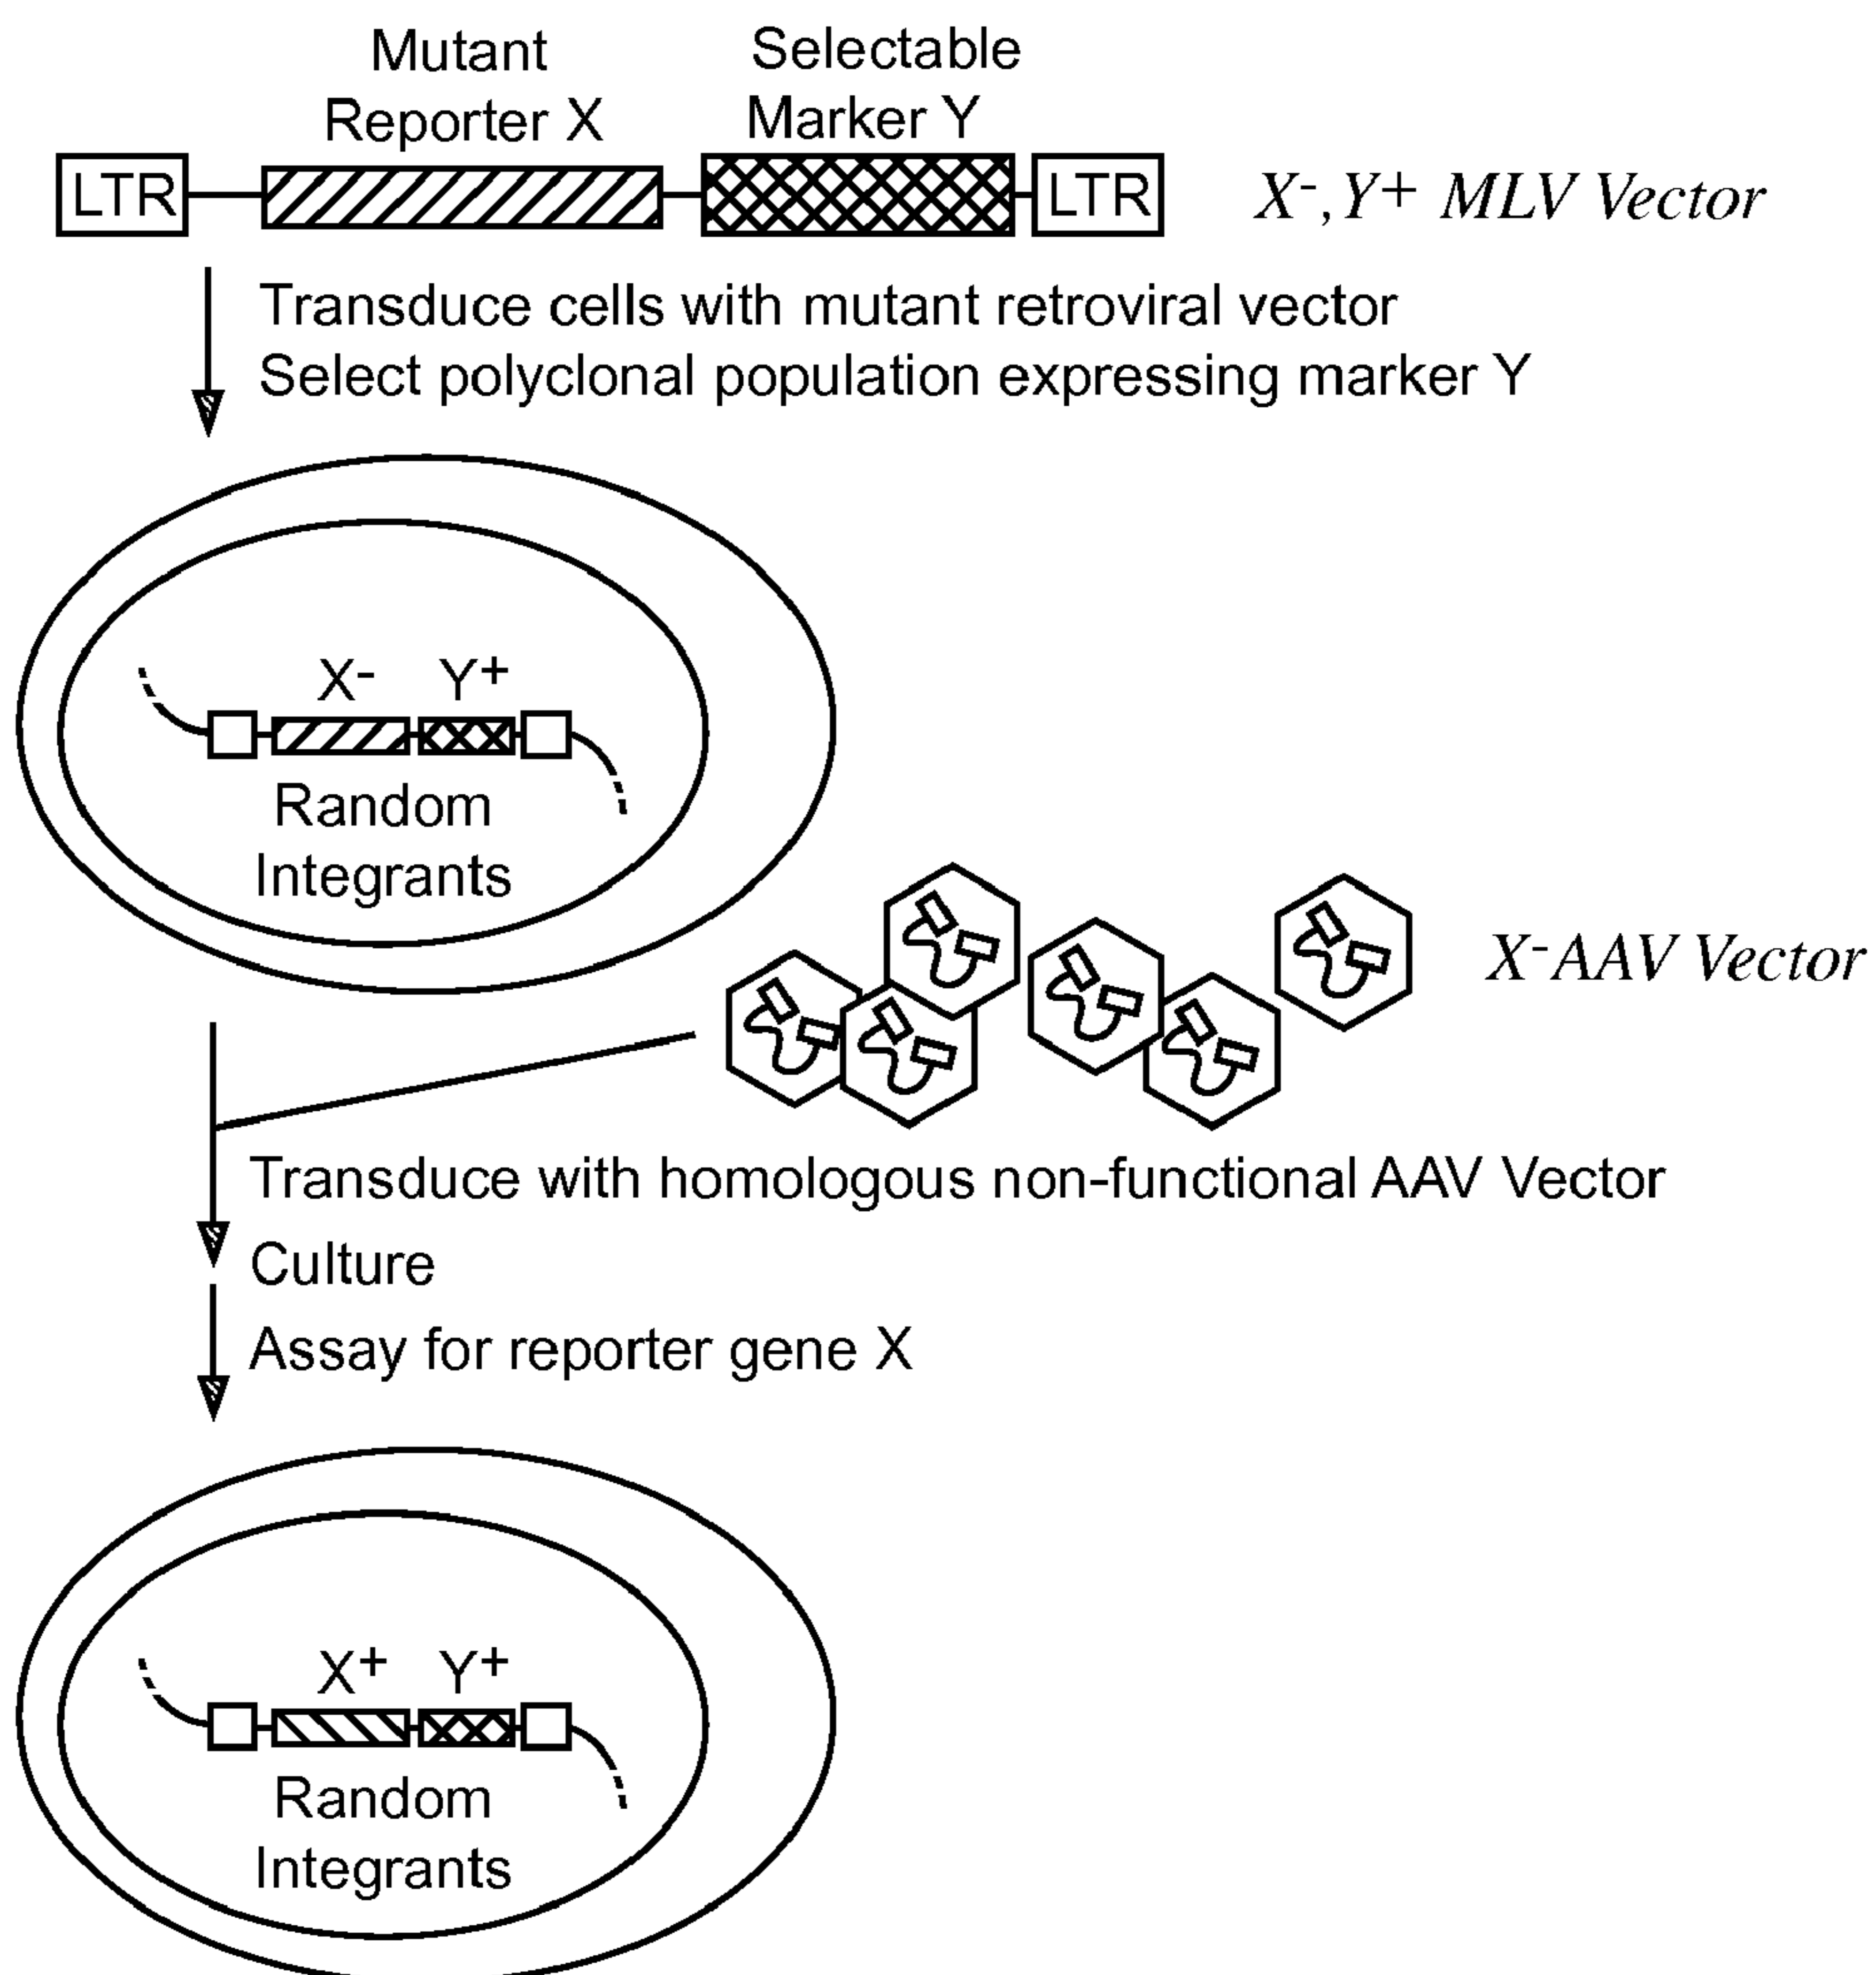 Mutant
Reporter X
Selectable
Marker Y
LTR
LTR
X-, Y+ MLV Vector
Transduce cells with mutant retroviral vector
Select polyclonal population expressing marker Y
X- Y+
Random
Integrants
X-AAV Vector
Transduce with homologous non-functional AAV Vector
Culture
Assay for reporter gene X
X+ Y+
Random
Integrants